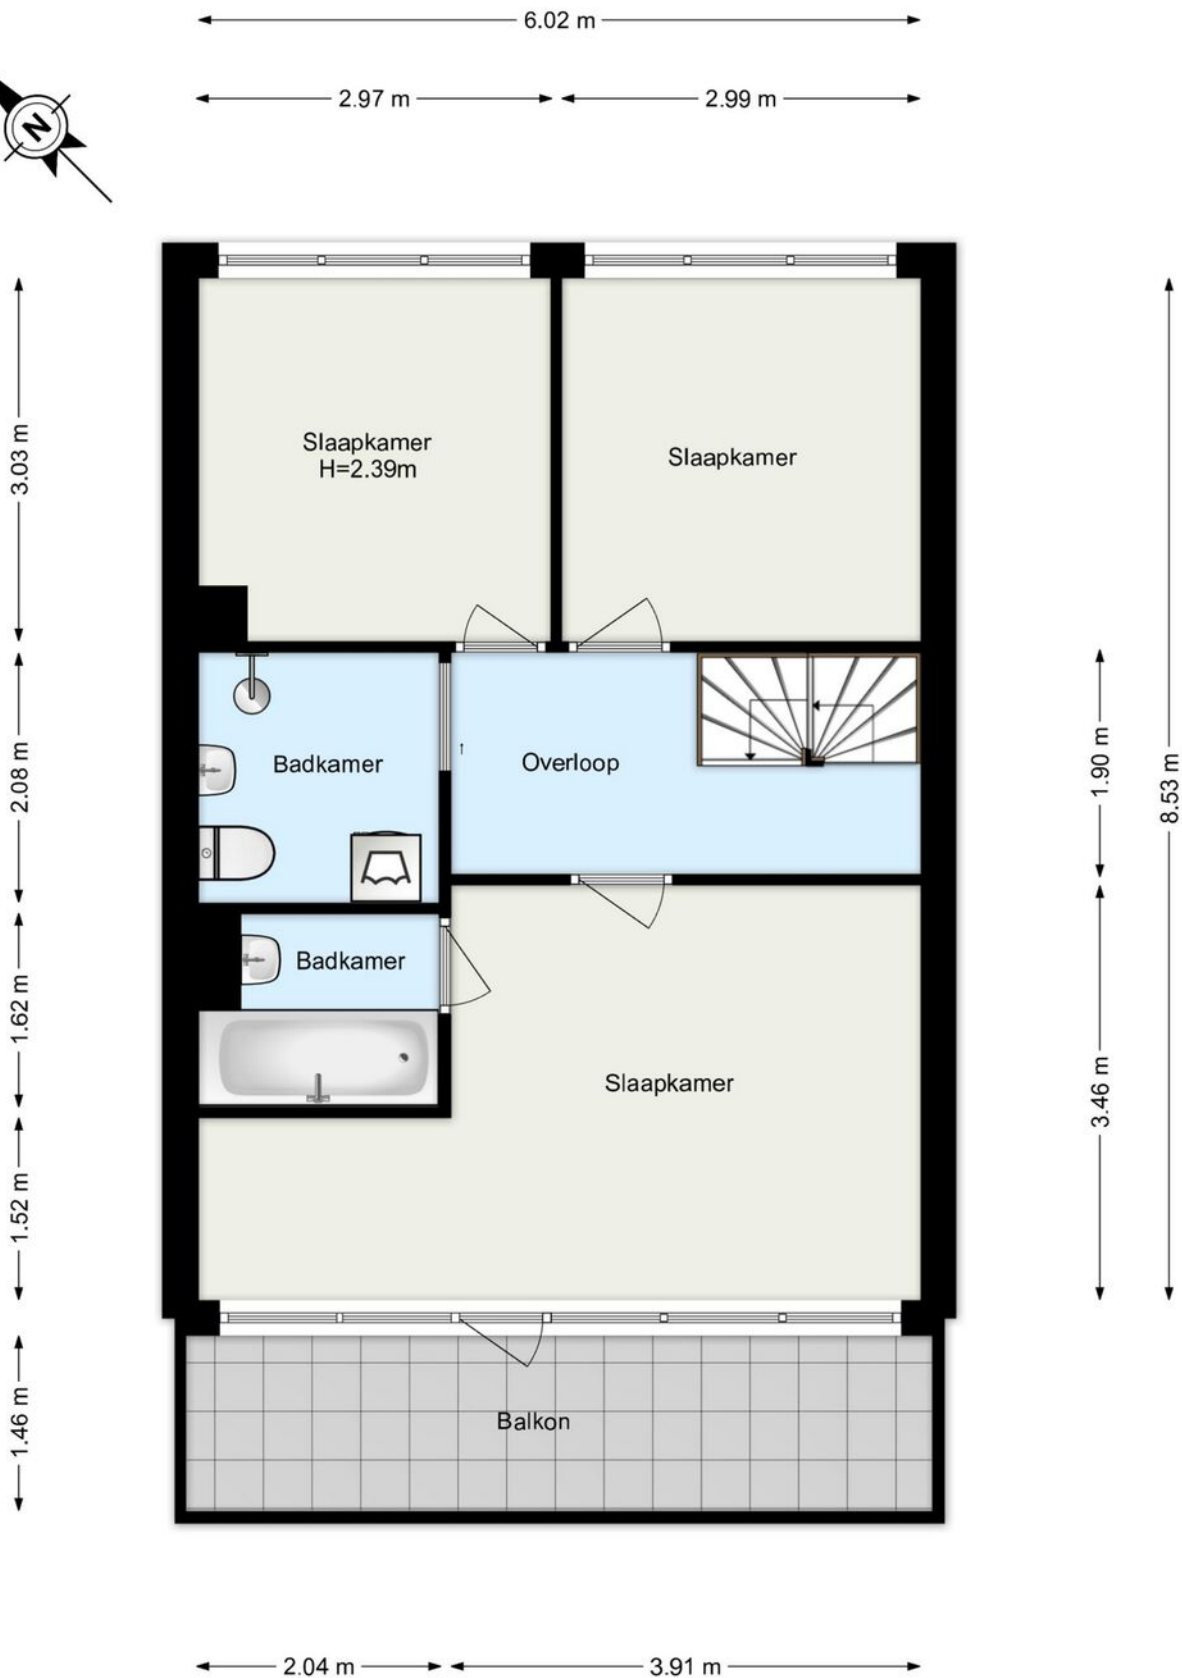 6.02 m
2.97 m
2.99 m
N
3.03 m
Slaapkamer
H=2.39m
Slaapkamer
2.08 m
Badkamer
Overloop
1.90 m
8.53 m
1.62 m
Badkamer
Slaapkamer
3.46 m
1.52 m
1.46 m
Balkon
2.04 m
3.91 m